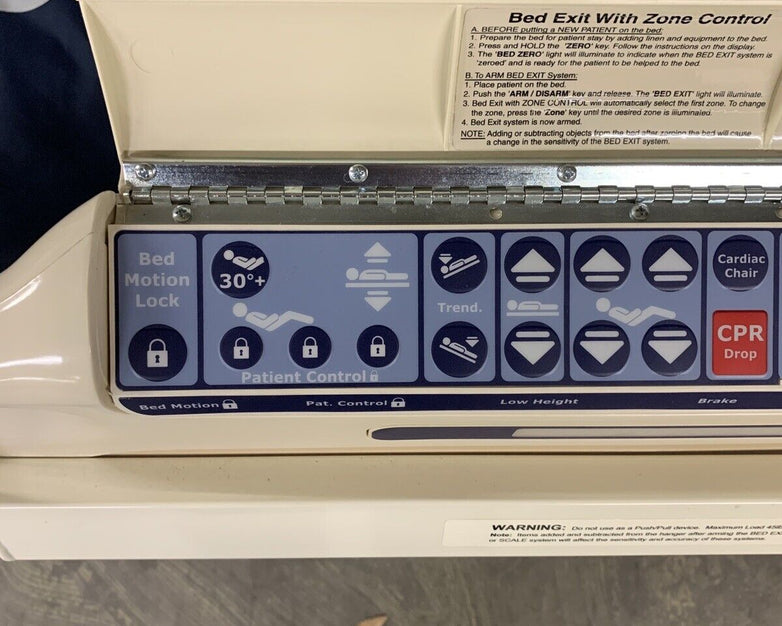 Bed Exit With Zone Control
A. BEFORE putting a NEW PATIENT on the bed:
1. Prepare the bed for patient stay by adding linen and equipment to the bed.
2. Press and HOLD the 'ZERO' key. Follow the instructions on the display.
3. The 'BED ZERO' light will illuminate to indicate when the BED EXIT system is
'zeroed' and is ready for the patient to be helped to the bed.
B. To ARM BED EXIT System:
1. Place patient on the bed.
2. Push the 'ARM / DISARM' key and release. The 'BED EXIT' light will illuminate.
3. Bed Exit with ZONE CONTROL will automatically select the first zone. To change
the zone, press the 'Zone' key until the desired zone is illuminated.
4. Bed Exit system is now armed.
NOTE: Adding or subtracting objects from the bed after zeroing the bed will cause
a change in the sensitivity of the BED EXIT system.
Bed
Motion
Lock
30°+
Patient Control
Trend.
Cardiac
Chair
CPR
Drop
Bed Motion
Pat. Control
Low Height
Brake
WARNING: Do not use as a Push/Pull device. Maximum Load
Note: Items added and subtracted from the hanger after arming the BED
or SCALE system will affect the sensitivity and accuracy of these systems.